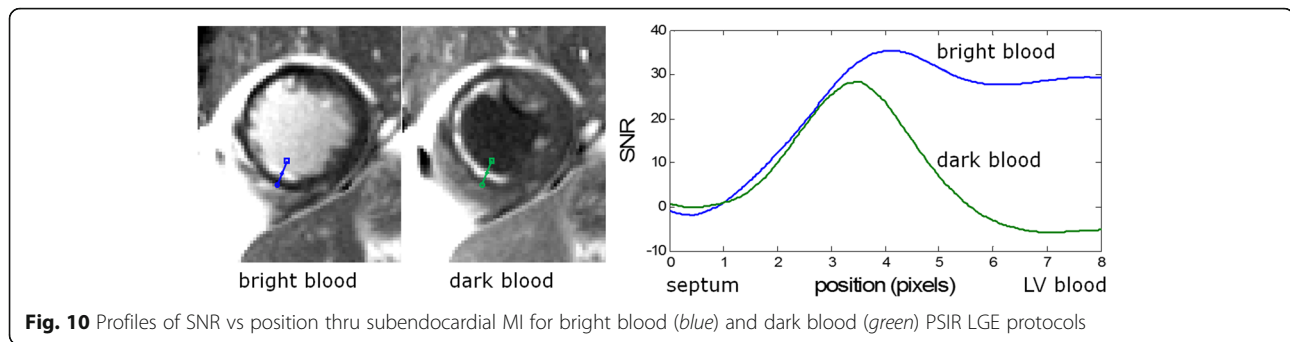 bright blood
dark blood
40
30
20
10
0
-10
SNR
bright blood
dark blood
0 1 2 3 4 5 6 7 8
septum position (pixels) LV blood
Fig. 10 Profiles of SNR vs position thru subendocardial MI for bright blood (blue) and dark blood (green) PSIR LGE protocols